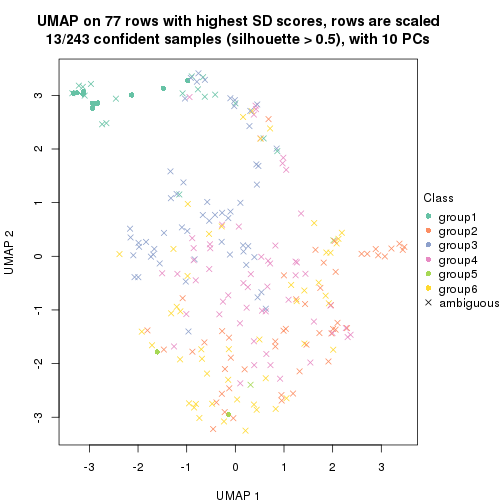 UMAP on 77 rows with highest SD scores, rows are scaled
13/243 confident samples (silhouette > 0.5), with 10 PCs
3
2
1
0
-1
-2
-3
UMAP 2
-3
-2
-1
0
1
2
3
UMAP 1
Class
group1
group2
group3
group4
group5
group6
ambiguous